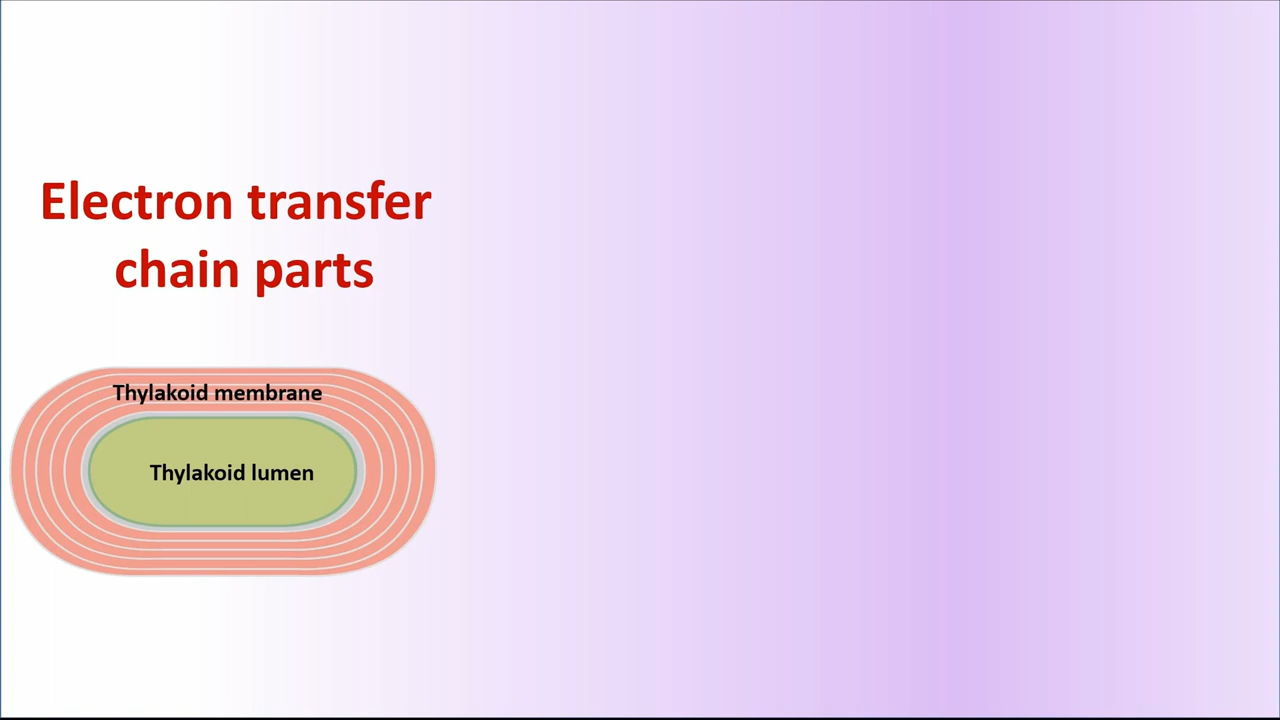 Electron transfer
chain parts
Thylakoid membrane
Thylakoid lumen